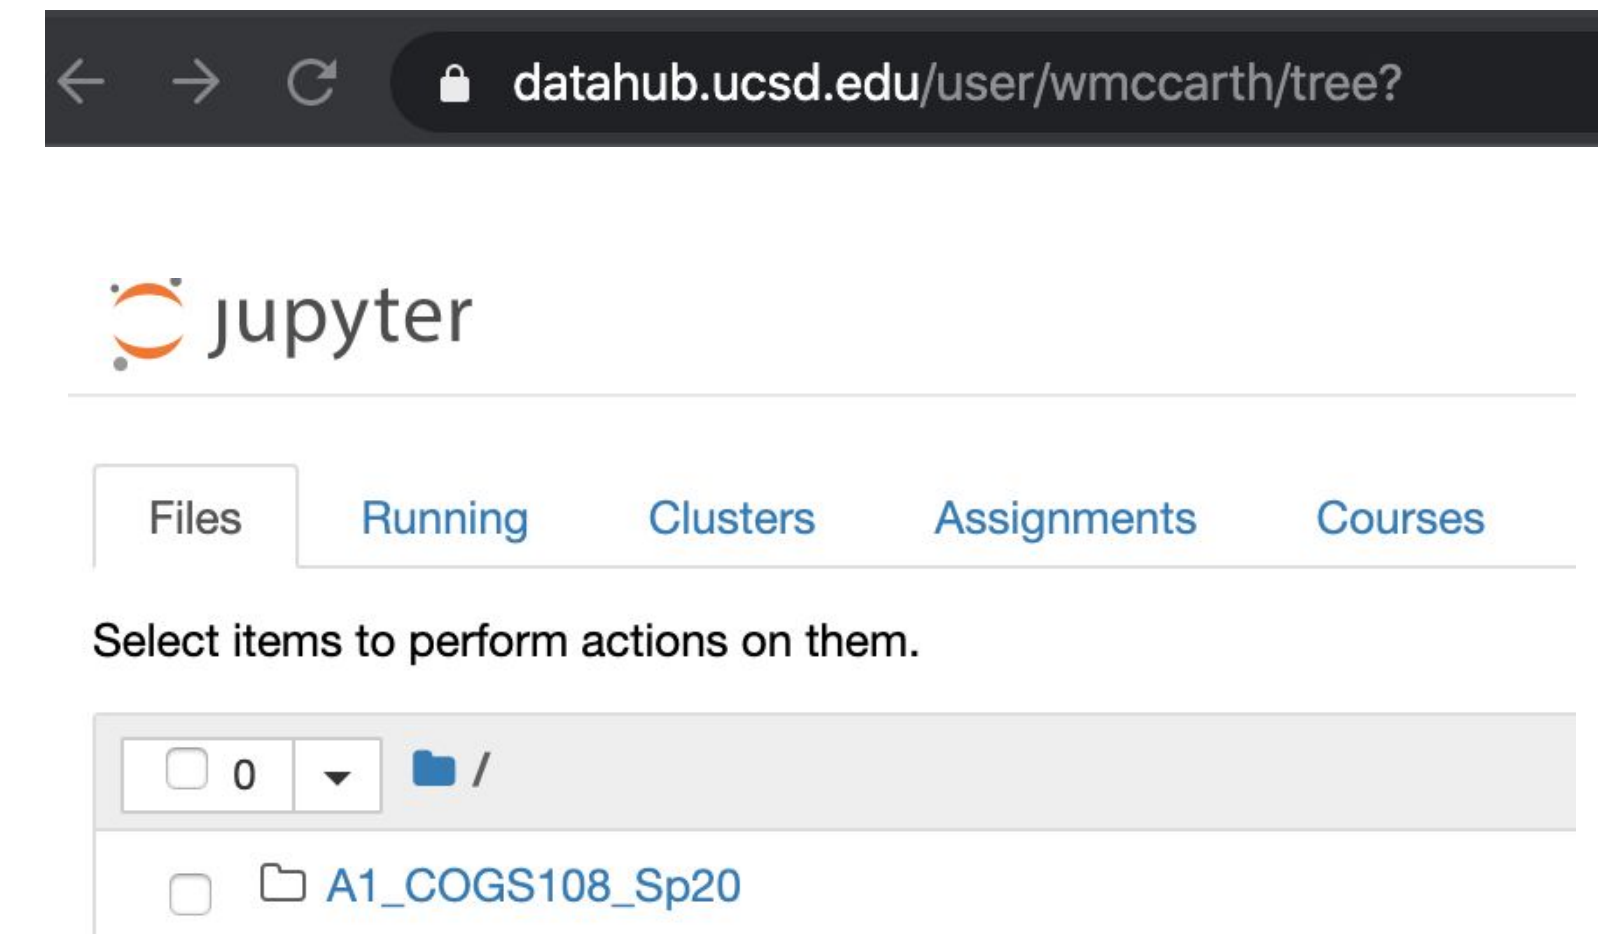 datahub.ucsd.edu/user/wmccarth/tree?
jupyter
Files Running Clusters Assignments Courses
Select items to perform actions on them.
0 /
A1_COGS108_Sp20